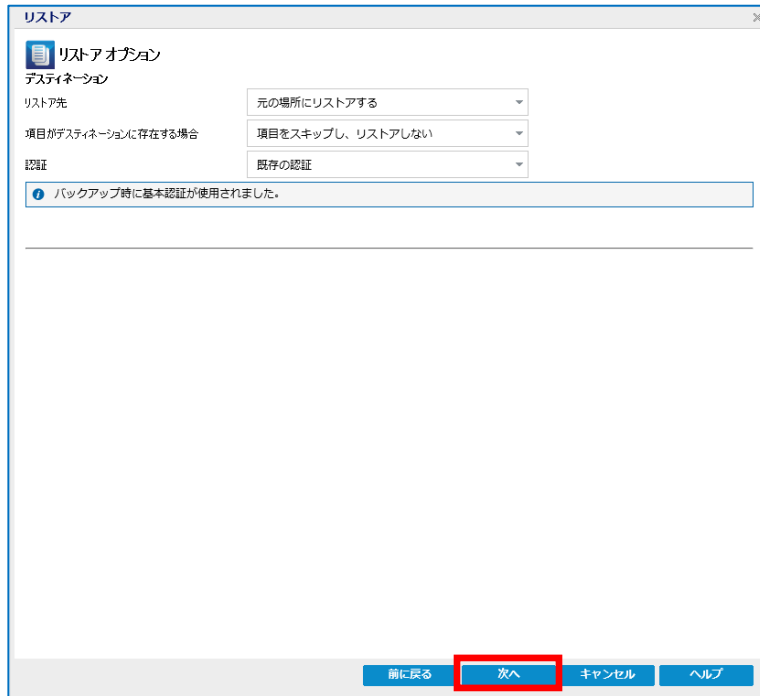 リストア
リストア オプション
デスティネーション
リストア先 元の場所にリストアする
項目がデスティネーションに存在する場合 項目をスキップし、リストアしない
認証 既存の認証
バックアップ時に基本認証が使用されました。
前に戻る 次へ キャンセル ヘルプ